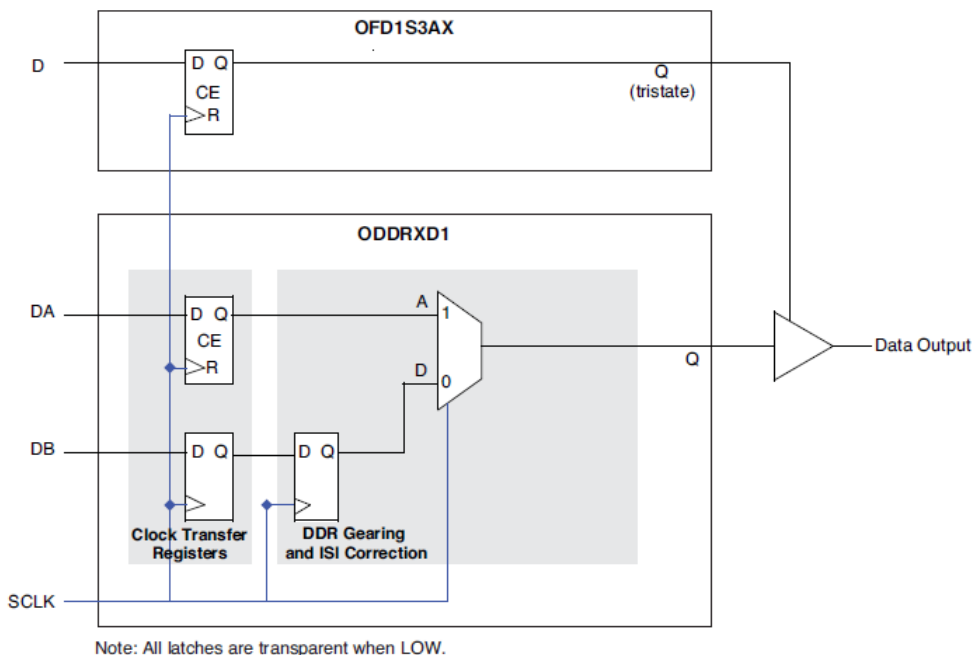 OFD1S3AX
D
D Q
CE
R
Q
(tristate)
ODDRXD1
DA
D Q
CE
R
A
1
D
0
Q
Data Output
DB
D Q
D Q
Clock Transfer
Registers
DDR Gearing
and ISI Correction
SCLK
Note: All latches are transparent when LOW.